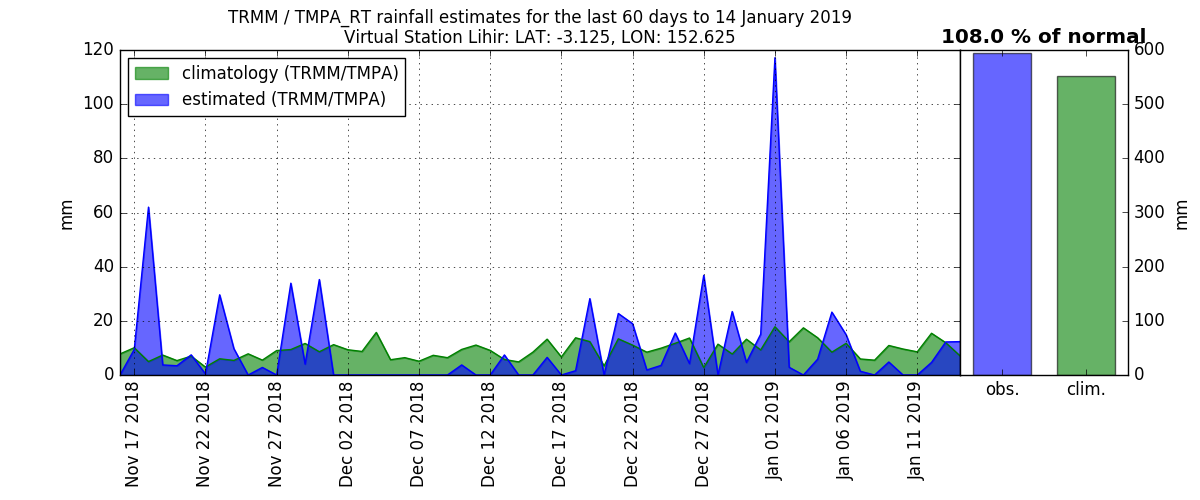 TRMM / TMPA_RT rainfall estimates for the last 60 days to 14 January 2019
Virtual Station Lihir: LAT: -3.125, LON: 152.625
108.0 % of normal
climatology (TRMM/TMPA)
estimated (TRMM/TMPA)
mm
120
100
80
60
40
20
0
Nov 17 2018
Nov 22 2018
Nov 27 2018
Dec 02 2018
Dec 07 2018
Dec 12 2018
Dec 17 2018
Dec 22 2018
Dec 27 2018
Jan 01 2019
Jan 06 2019
Jan 11 2019
600
500
400
300
200
100
0
mm
obs.
clim.